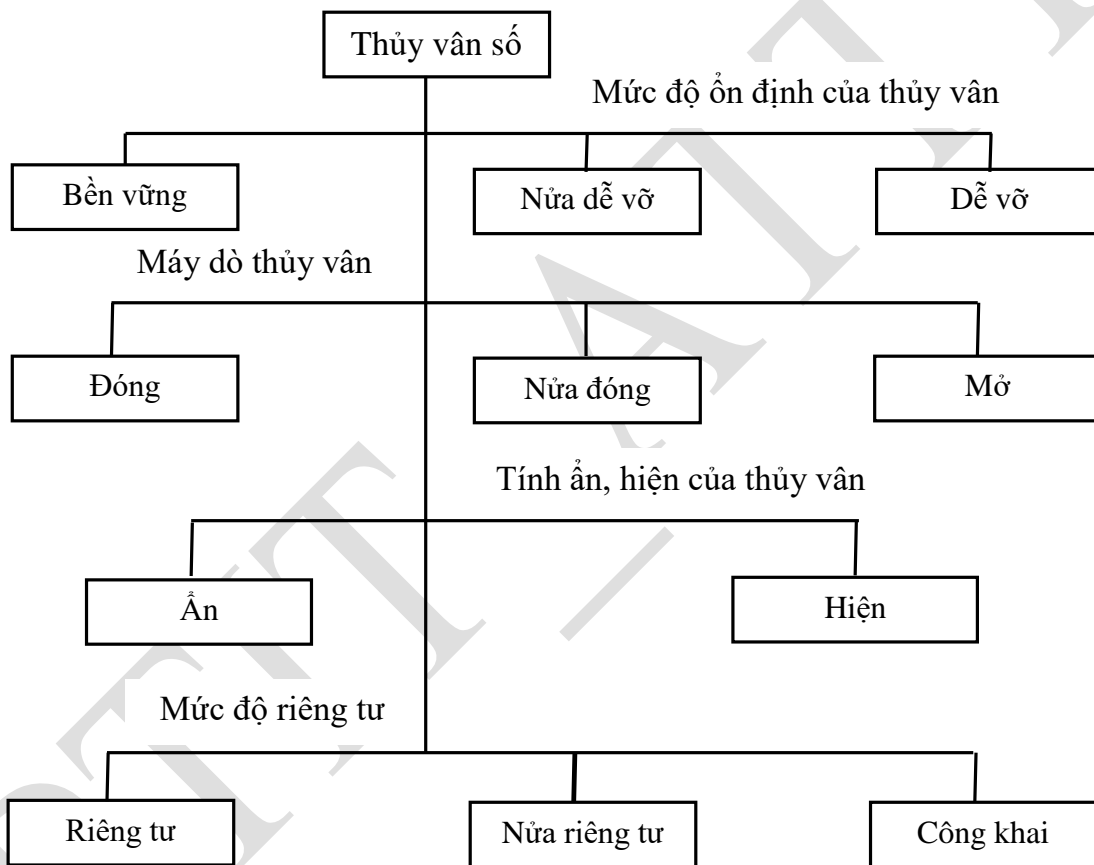 Thủy vân số
Mức độ ổn định của thủy vân
Bền vững
Nửa dễ vỡ
Dễ vỡ
Máy dò thủy vân
Đóng
Nửa đóng
Mở
Tính ẩn, hiện của thủy vân
Ẩn
Hiện
Mức độ riêng tư
Riêng tư
Nửa riêng tư
Công khai